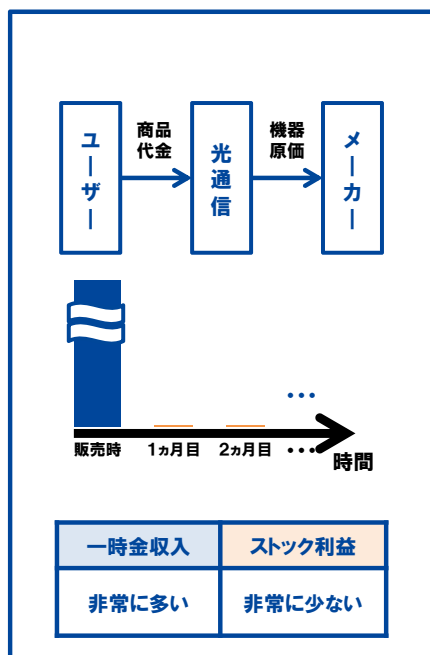 商品
代金
機器
原価
ユーザー
光通信
メーカー
…
販売時
1ヵ月目
2ヵ月目
…
時間
一時金収入
ストック利益
非常に多い
非常に少ない